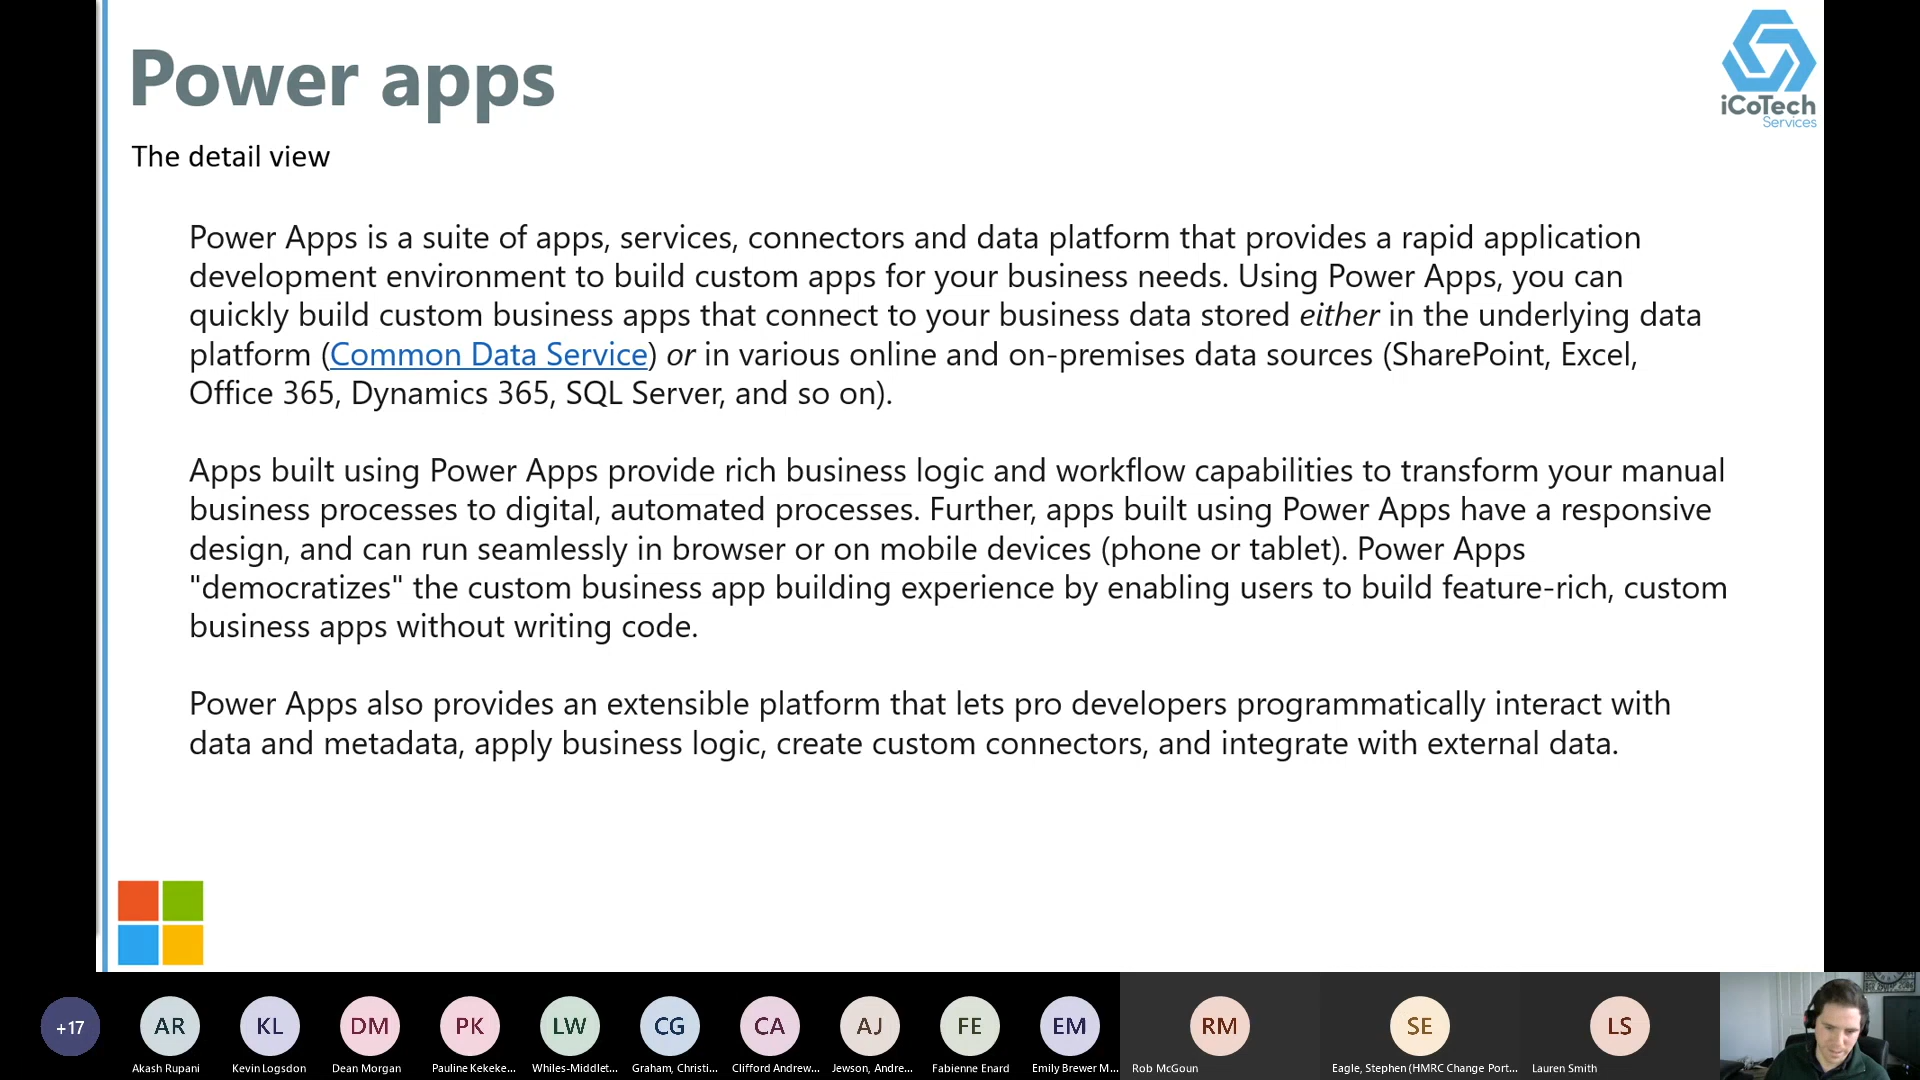 Power apps
iCoTech
Services
The detail view
Power Apps is a suite of apps, services, connectors and data platform that provides a rapid application
development environment to build custom apps for your business needs. Using Power Apps, you can
quickly build custom business apps that connect to your business data stored either in the underlying data
platform (Common Data Service) or in various online and on-premises data sources (SharePoint, Excel,
Office 365, Dynamics 365, SQL Server, and so on).
Apps built using Power Apps provide rich business logic and workflow capabilities to transform your manual
business processes to digital, automated processes. Further, apps built using Power Apps have a responsive
design, and can run seamlessly in browser or on mobile devices (phone or tablet). Power Apps
"democratizes" the custom business app building experience by enabling users to build feature-rich, custom
business apps without writing code.
Power Apps also provides an extensible platform that lets pro developers programmatically interact with
data and metadata, apply business logic, create custom connectors, and integrate with external data.
+17 AR KL DM PK LW CG CA AJ FE EM RM SE LS
Akash Rupani Kevin Logsdon Dean Morgan Pauline Kekeke... Whiles-Middlet... Graham, Christi... Clifford Andrew... Jewson, Andre... Fabienne Enard Emily Brewer M... Rob McGoun Eagle, Stephen (HMRC Change Port... Lauren Smith